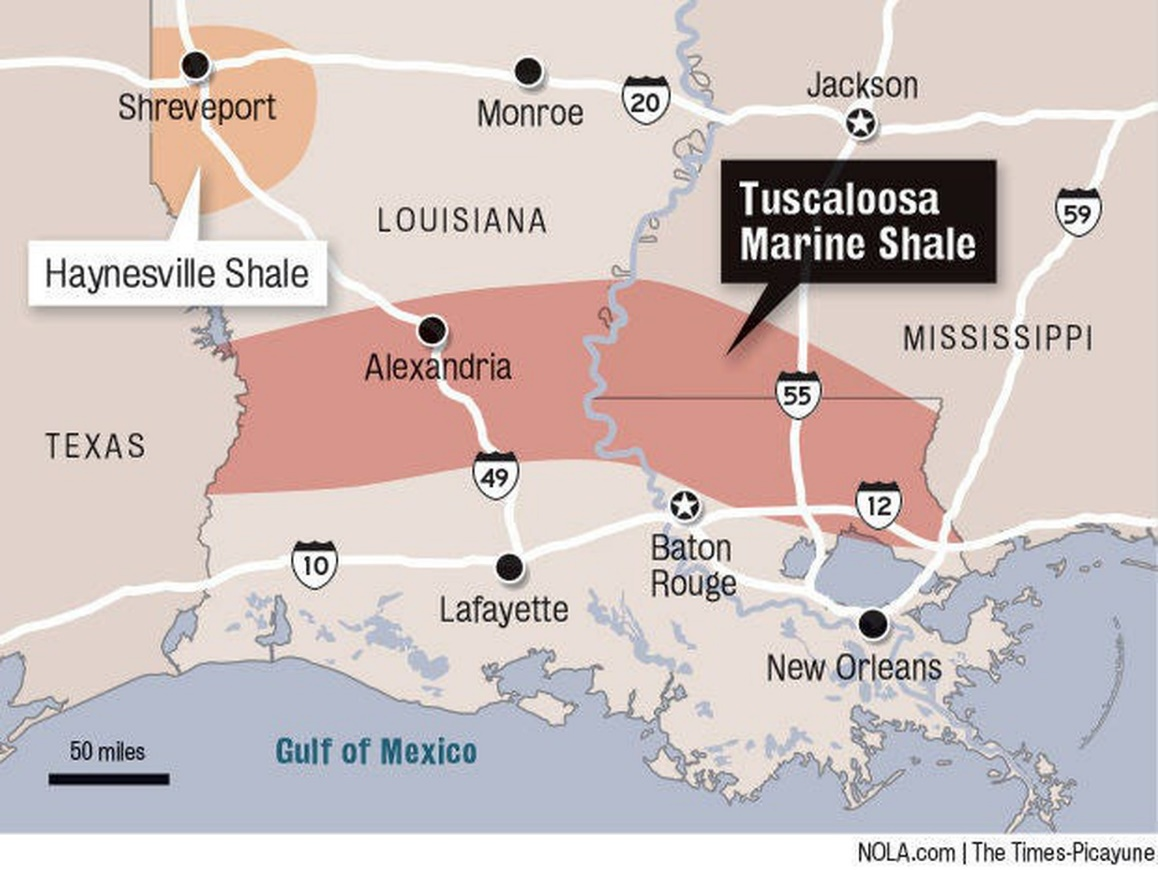 Shreveport
Monroe
20
Jackson
Tuscaloosa
Marine Shale
59
LOUISIANA
Haynesville Shale
Alexandria
MISSISSIPPI
55
TEXAS
49
12
Baton
Rouge
10
Lafayette
New Orleans
50 miles
Gulf of Mexico
NOLA.com | The Times-Picayune